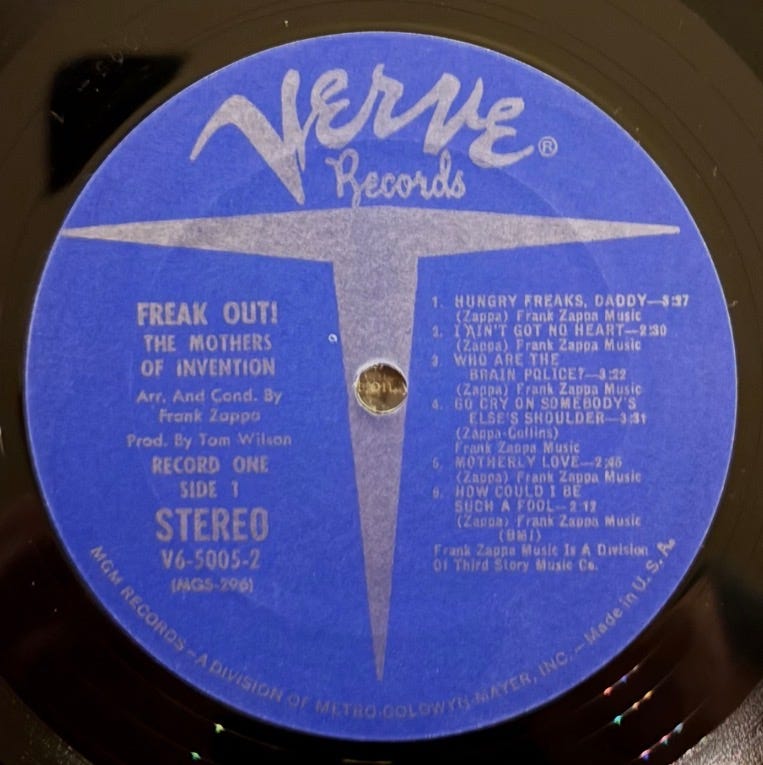 VERVE ®
Records
FREAK OUT!
THE MOTHERS
OF INVENTION
Arr. And Cond. By
Frank Zappa
Prod. By Tom Wilson
RECORD ONE
SIDE 1
STEREO
V6-5005-2
(MGS-296)
1. HUNGRY FREAKS, DADDY—3:27
(Zappa) Frank Zappa Music
2. I AIN'T GOT NO HEART—2:30
(Zappa) Frank Zappa Music
3. WHO ARE THE
BRAIN POLICE?—3:22
(Zappa) Frank Zappa Music
4. GO CRY ON SOMEBODY'S
ELSE'S SHOULDER—3:31
(Zappa-Collins)
Frank Zappa Music
5. MOTHERLY LOVE—2:45
(Zappa) Frank Zappa Music
6. HOW COULD I BE
SUCH A FOOL—2:12
(Zappa) Frank Zappa Music
(BMI)
Frank Zappa Music Is A Division
Of Third Story Music Co.
MGM RECORDS – A DIVISION OF METRO-GOLDWYN-MAYER, INC. – Made in U. S. A.